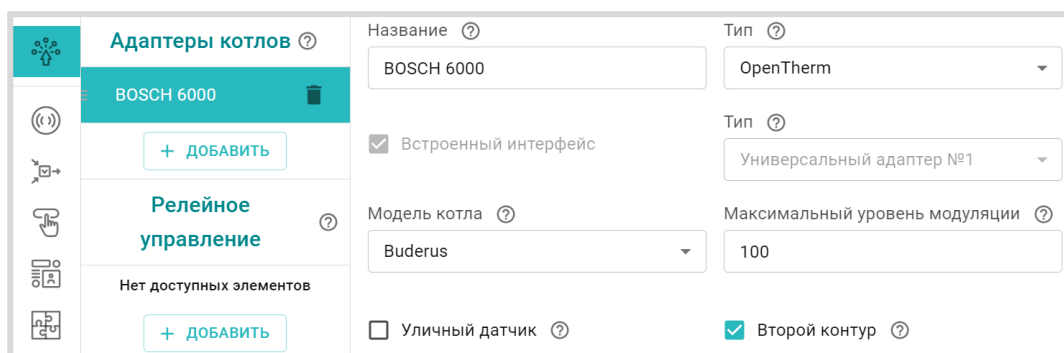 Адаптеры котлов
BOSCH 6000
+ ДОБАВИТЬ
Релейное
управление
Нет доступных элементов
+ ДОБАВИТЬ
Название
BOSCH 6000
Тип
OpenTherm
Встроенный интерфейс
Тип
Универсальный адаптер №1
Модель котла
Buderus
Максимальный уровень модуляции
100
Уличный датчик
Второй контур